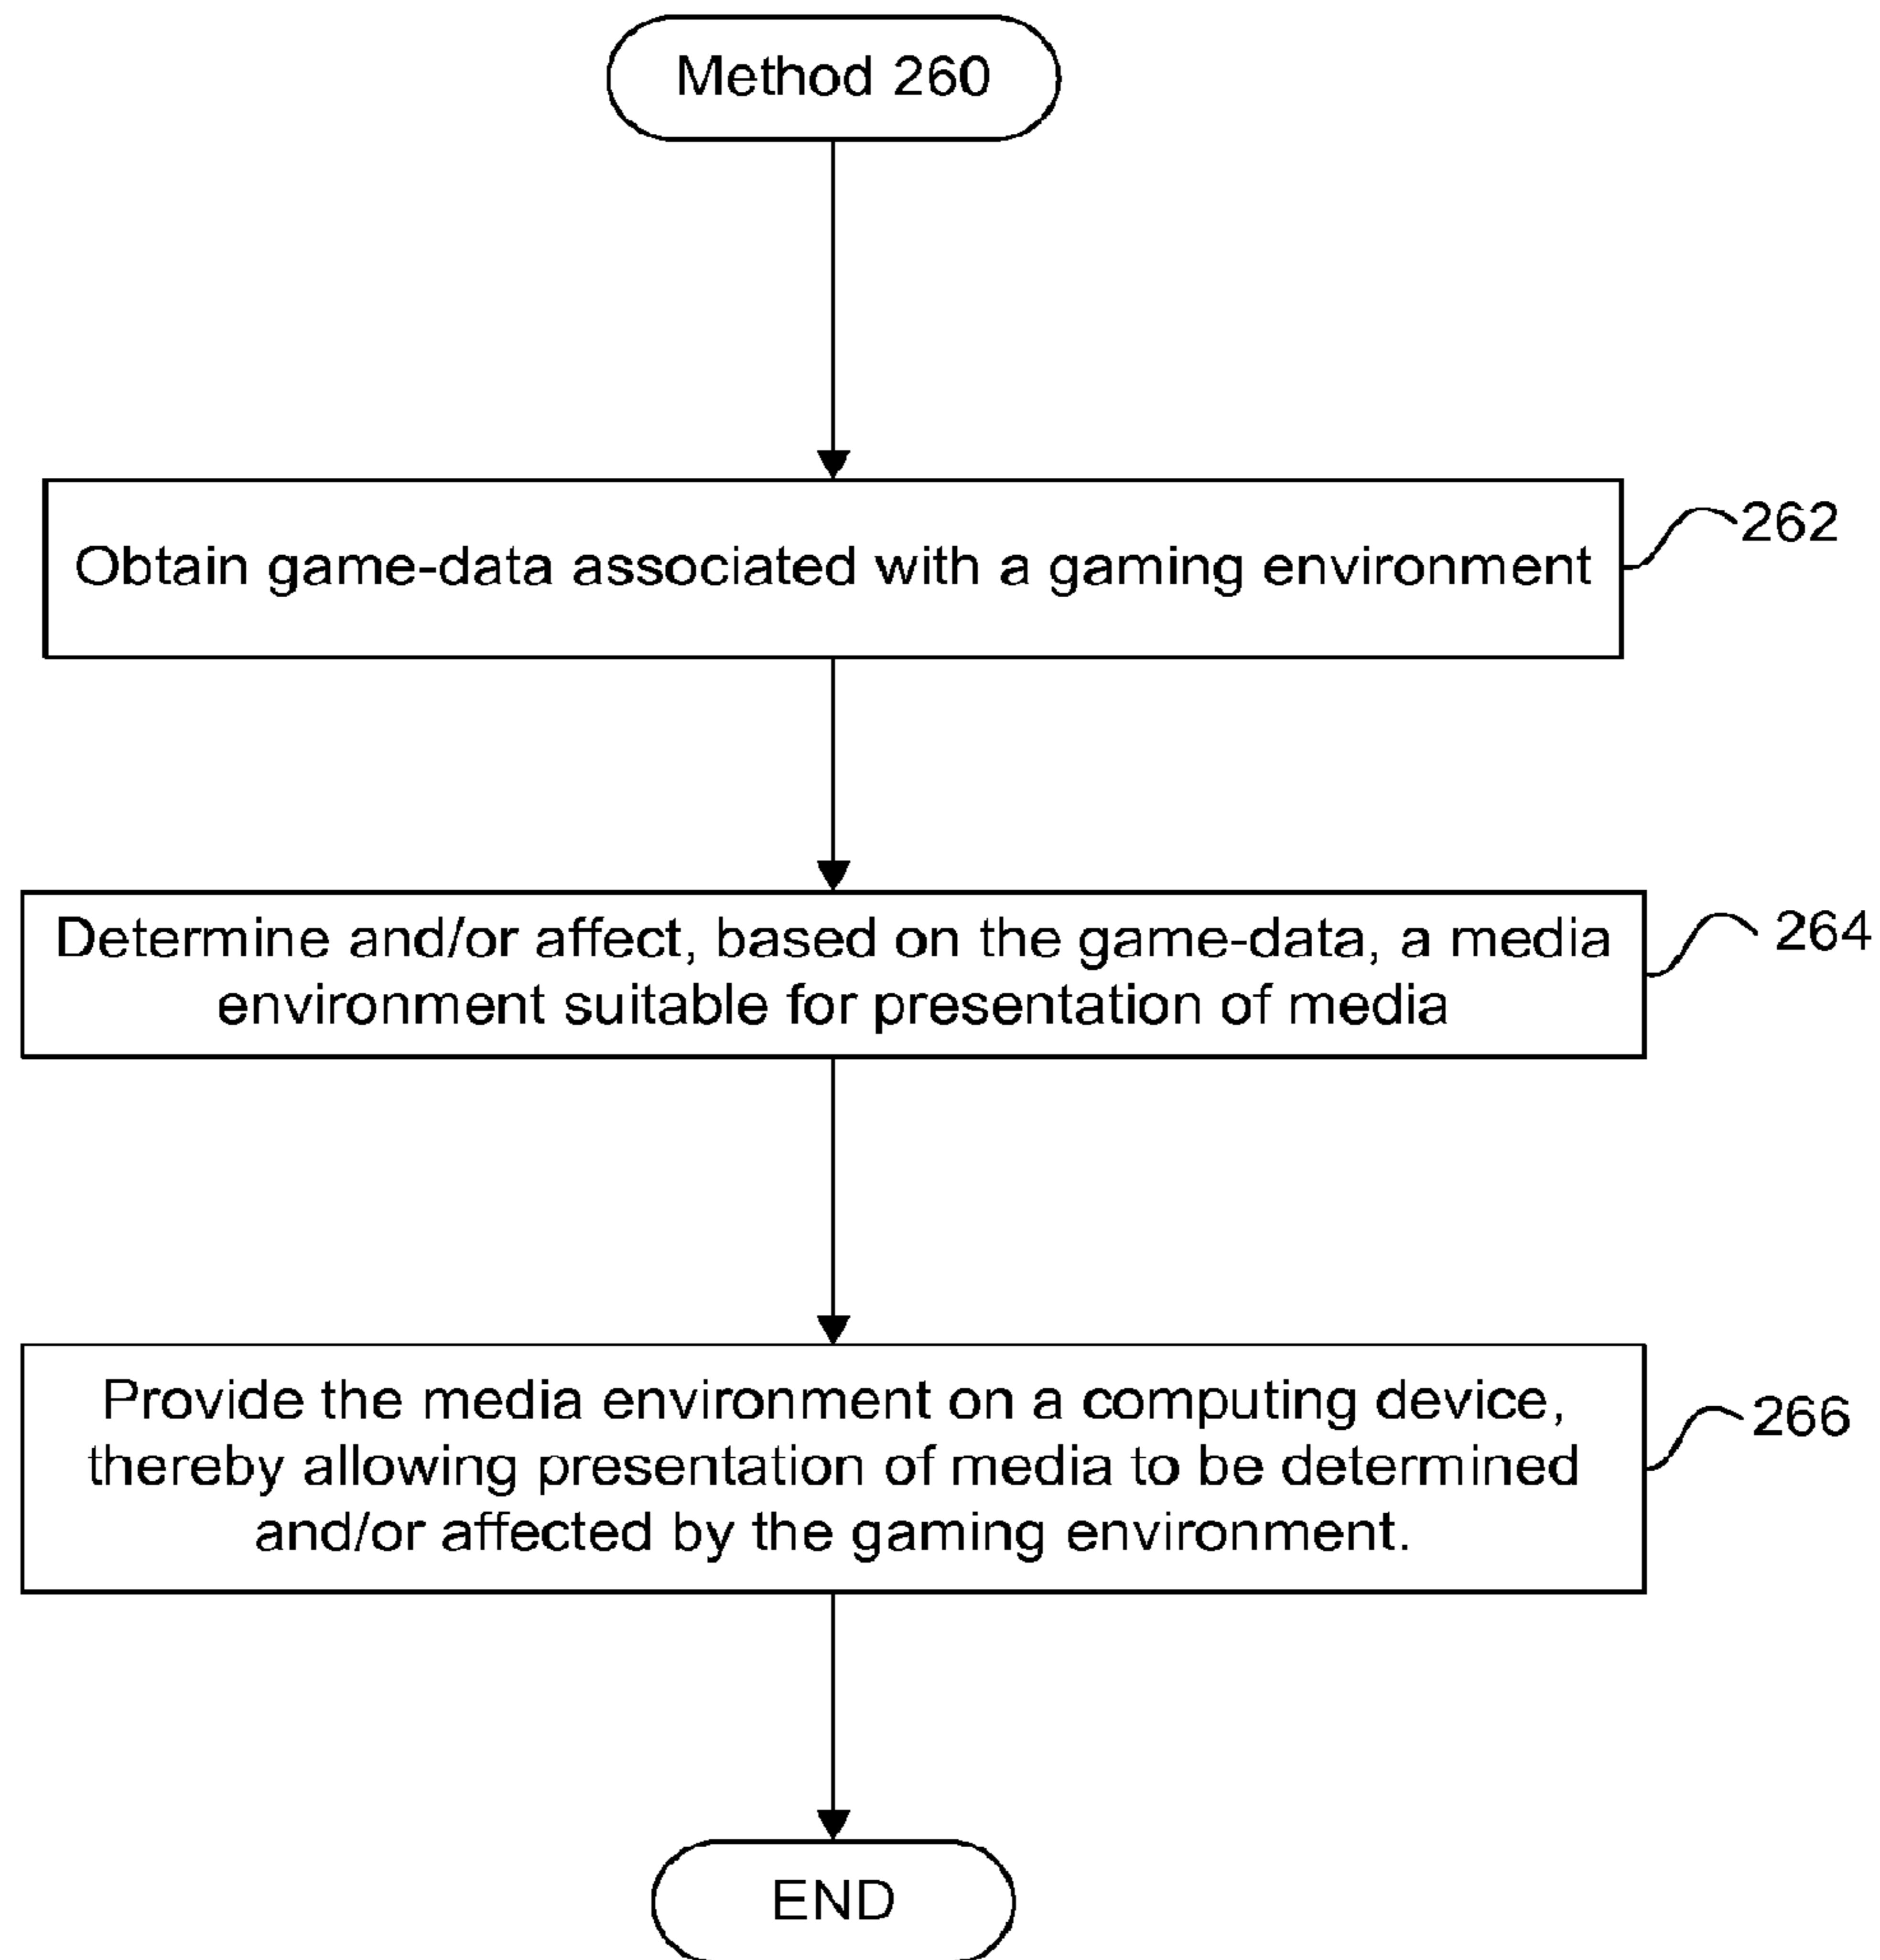 Method 260
Obtain game-data associated with a gaming environment
262
Determine and/or affect, based on the game-data, a media
environment suitable for presentation of media
264
Provide the media environment on a computing device,
thereby allowing presentation of media to be determined
and/or affected by the gaming environment.
266
END